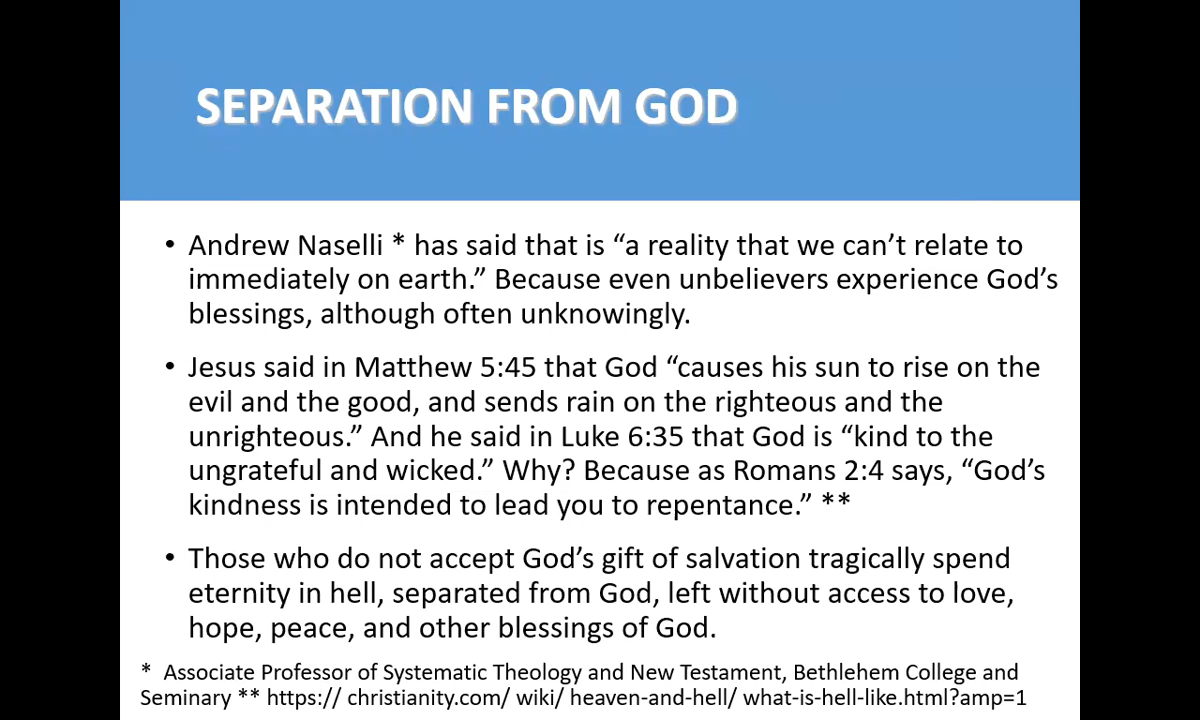 SEPARATION FROM GOD
• Andrew Naselli * has said that is “a reality that we can’t relate to
immediately on earth.” Because even unbelievers experience God’s
blessings, although often unknowingly.
• Jesus said in Matthew 5:45 that God “causes his sun to rise on the
evil and the good, and sends rain on the righteous and the
unrighteous.” And he said in Luke 6:35 that God is “kind to the
ungrateful and wicked.” Why? Because as Romans 2:4 says, “God’s
kindness is intended to lead you to repentance.” **
• Those who do not accept God’s gift of salvation tragically spend
eternity in hell, separated from God, left without access to love,
hope, peace, and other blessings of God.
* Associate Professor of Systematic Theology and New Testament, Bethlehem College and
Seminary ** https:// christianity.com/ wiki/ heaven-and-hell/ what-is-hell-like.html?amp=1